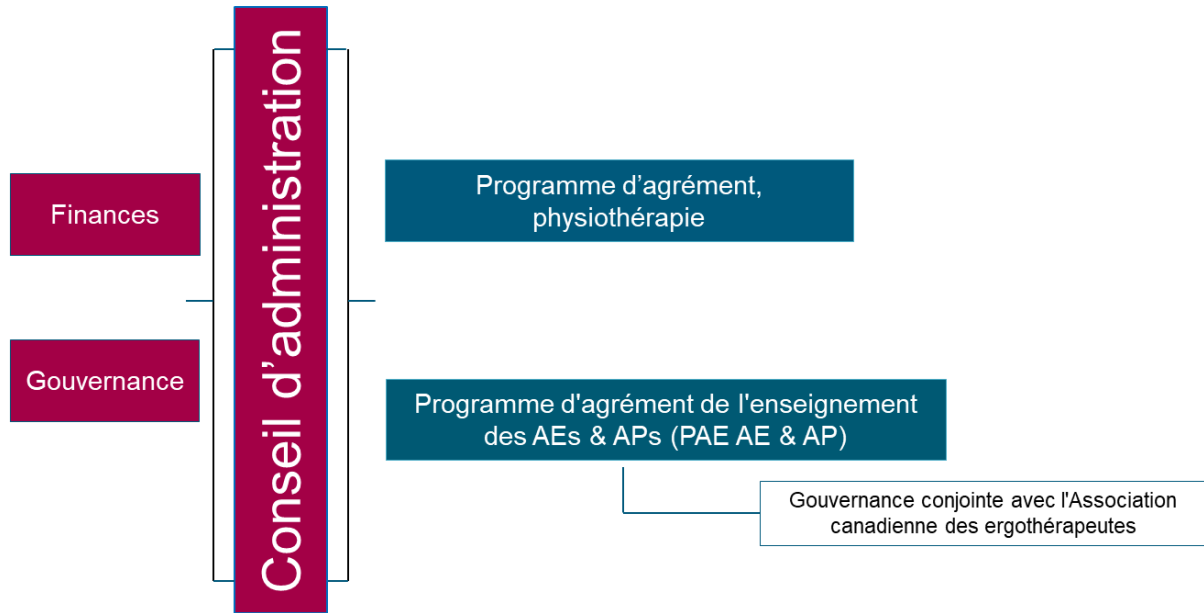 Finances
Gouvernance
Conseil d’administration
Programme d’agrément,
physiothérapie
Programme d'agrément de l'enseignement
des AEs & APs (PAE AE & AP)
Gouvernance conjointe avec l'Association
canadienne des ergothérapeutes